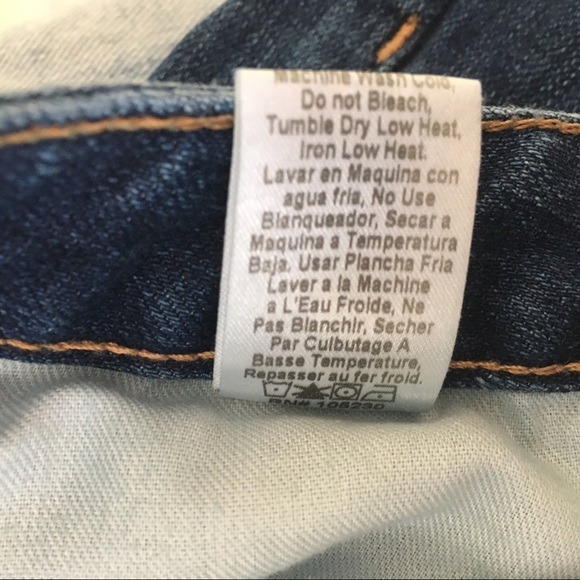 Machine Wash Cold,
Do not Bleach,
Tumble Dry Low Heat,
Iron Low Heat.
Lavar en Maquina con
agua fria, No Use
Blanqueador, Secar a
Maquina a Temperatura
Baja. Usar Plancha Fria
Laver a la Machine
a L'Eau Froide, Ne
Pas Blanchir, Secher
Par Culbutage A
Basse Temperature,
Repasser au fer froid.
RN# 105230